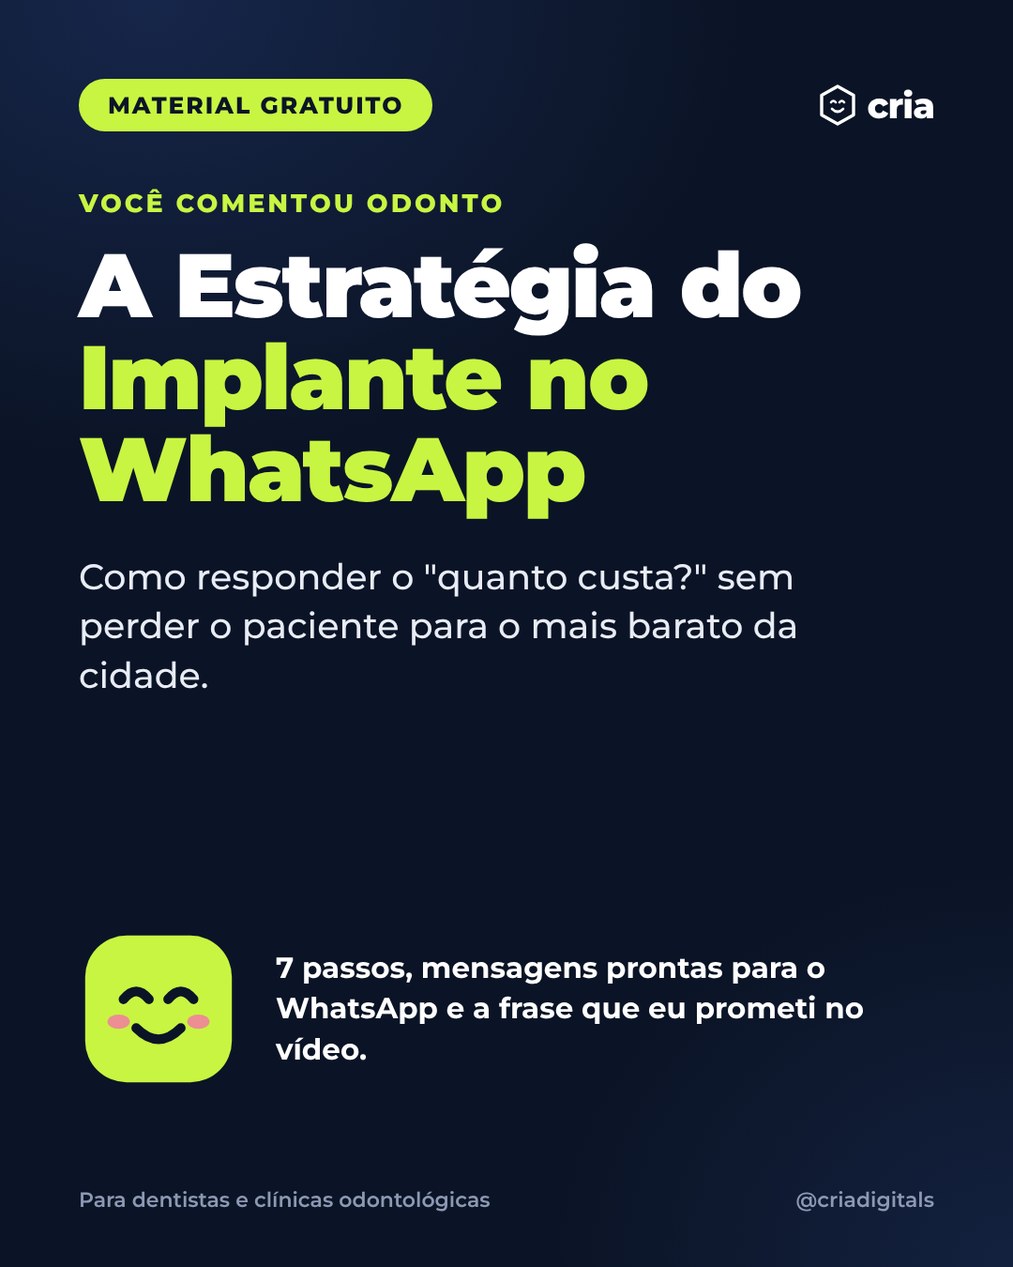 MATERIAL GRATUITO
cria
VOCÊ COMENTOU ODONTO
A Estratégia do
Implante no
WhatsApp
Como responder o "quanto custa?" sem
perder o paciente para o mais barato da
cidade.
7 passos, mensagens prontas para o
WhatsApp e a frase que eu prometi no
vídeo.
Para dentistas e clínicas odontológicas
@criadigitals